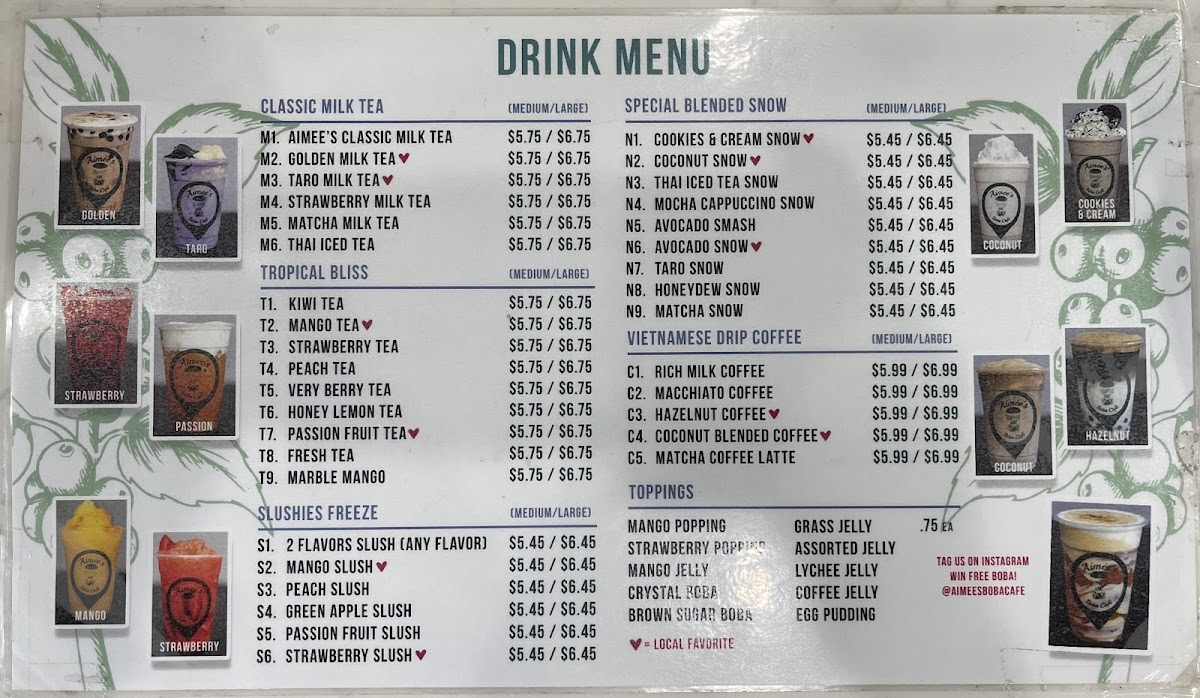 DRINK MENU
CLASSIC MILK TEA (MEDIUM/LARGE)
M1. AIMEE'S CLASSIC MILK TEA $5.75 / $6.75
M2. GOLDEN MILK TEA♥ $5.75 / $6.75
M3. TARO MILK TEA♥ $5.75 / $6.75
M4. STRAWBERRY MILK TEA $5.75 / $6.75
M5. MATCHA MILK TEA $5.75 / $6.75
M6. THAI ICED TEA $5.75 / $6.75
TROPICAL BLISS (MEDIUM/LARGE)
T1. KIWI TEA $5.75 / $6.75
T2. MANGO TEA♥ $5.75 / $6.75
T3. STRAWBERRY TEA $5.75 / $6.75
T4. PEACH TEA $5.75 / $6.75
T5. VERY BERRY TEA $5.75 / $6.75
T6. HONEY LEMON TEA $5.75 / $6.75
T7. PASSION FRUIT TEA♥ $5.75 / $6.75
T8. FRESH TEA $5.75 / $6.75
T9. MARBLE MANGO $5.75 / $6.75
SLUSHIES FREEZE (MEDIUM/LARGE)
S1. 2 FLAVORS SLUSH (ANY FLAVOR) $5.45 / $6.45
S2. MANGO SLUSH♥ $5.45 / $6.45
S3. PEACH SLUSH $5.45 / $6.45
S4. GREEN APPLE SLUSH $5.45 / $6.45
S5. PASSION FRUIT SLUSH $5.45 / $6.45
S6. STRAWBERRY SLUSH♥ $5.45 / $6.45
SPECIAL BLENDED SNOW (MEDIUM/LARGE)
N1. COOKIES & CREAM SNOW♥ $5.45 / $6.45
N2. COCONUT SNOW♥ $5.45 / $6.45
N3. THAI ICED TEA SNOW $5.45 / $6.45
N4. MOCHA CAPPUCCINO SNOW $5.45 / $6.45
N5. AVOCADO SMASH $5.45 / $6.45
N6. AVOCADO SNOW♥ $5.45 / $6.45
N7. TARO SNOW $5.45 / $6.45
N8. HONEYDEW SNOW $5.45 / $6.45
N9. MATCHA SNOW $5.45 / $6.45
VIETNAMESE DRIP COFFEE (MEDIUM/LARGE)
C1. RICH MILK COFFEE $5.99 / $6.99
C2. MACCHIATO COFFEE $5.99 / $6.99
C3. HAZELNUT COFFEE♥ $5.99 / $6.99
C4. COCONUT BLENDED COFFEE♥ $5.99 / $6.99
C5. MATCHA COFFEE LATTE $5.99 / $6.99
TOPPINGS
MANGO POPPING GRASS JELLY .75 EA
STRAWBERRY POPPING ASSORTED JELLY
MANGO JELLY LYCHEE JELLY
CRYSTAL BOBA COFFEE JELLY
BROWN SUGAR BOBA EGG PUDDING
♥= LOCAL FAVORITE
TAG US ON INSTAGRAM
WIN FREE BOBA!
@AIMEESBOBACAFE
GOLDEN
TARO
STRAWBERRY
PASSION
MANGO
STRAWBERRY
COCONUT
COOKIES
& CREAM
COCONUT
HAZELNUT